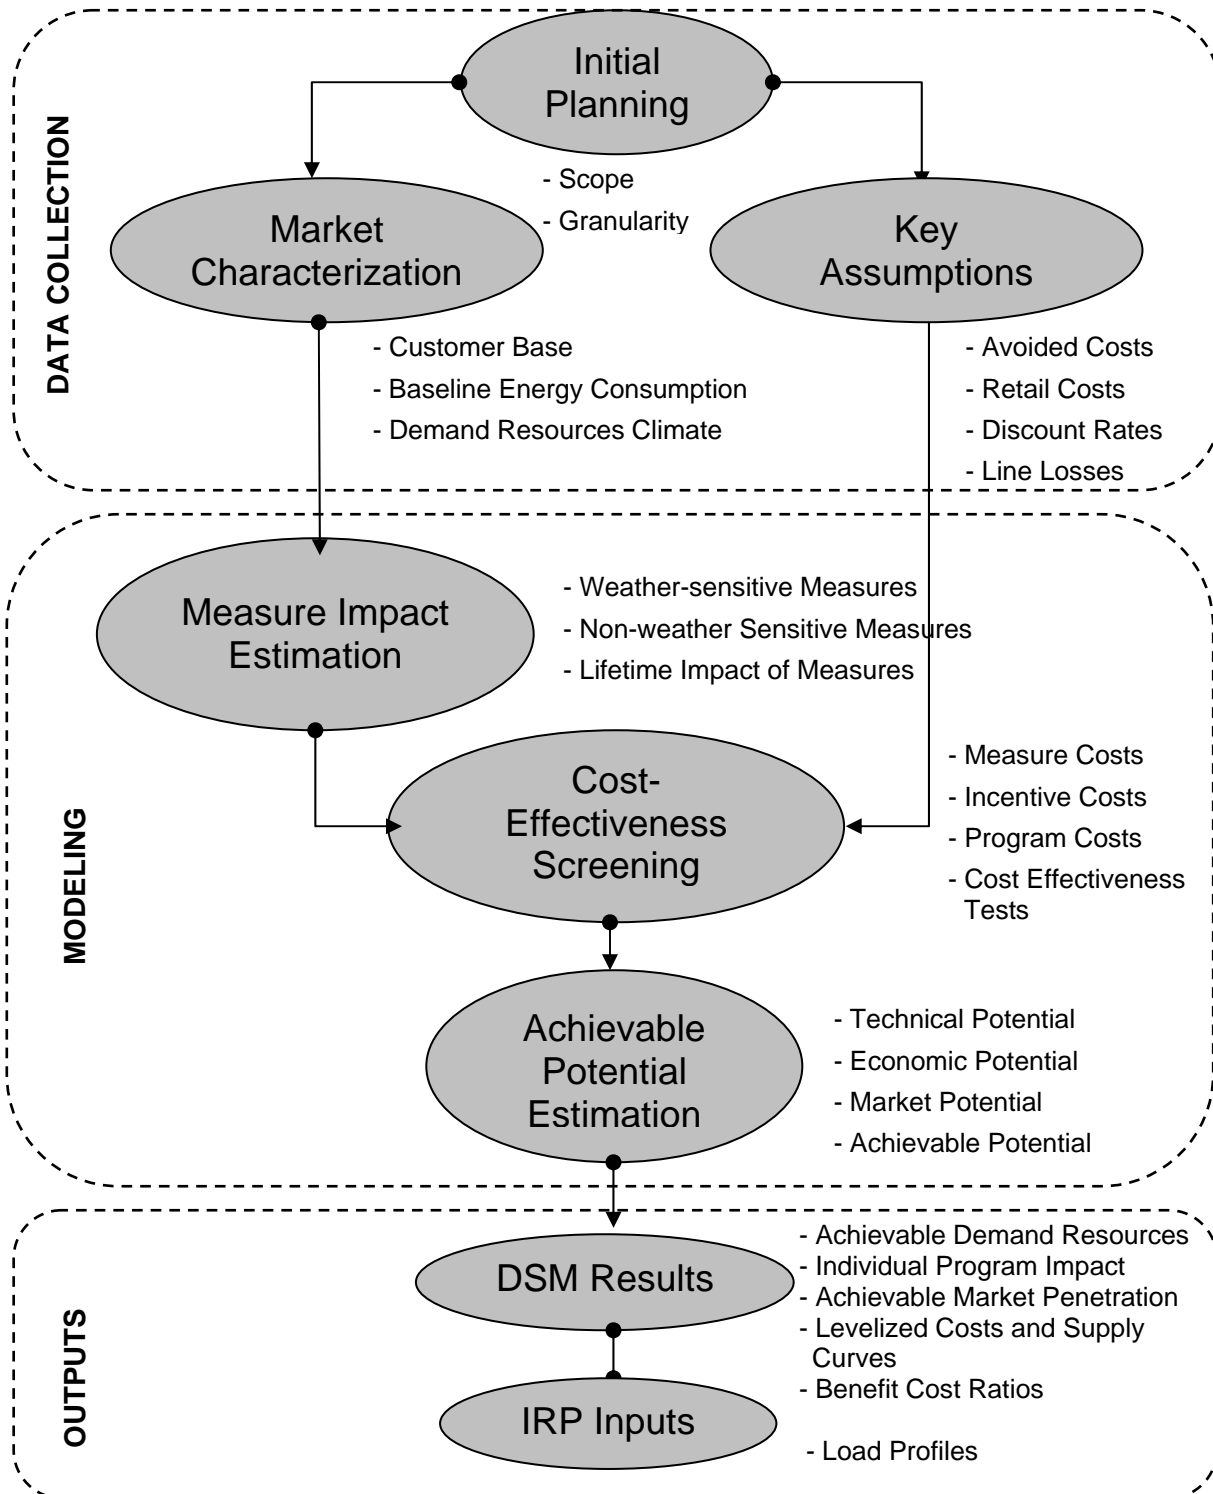 Initial
Planning
- Scope
- Granularity
Market
Characterization
Key
Assumptions
DATA COLLECTION
- Customer Base
- Baseline Energy Consumption
- Demand Resources Climate
- Avoided Costs
- Retail Costs
- Discount Rates
- Line Losses
Measure Impact
Estimation
- Weather-sensitive Measures
- Non-weather Sensitive Measures
- Lifetime Impact of Measures
MODELING
Cost-
Effectiveness
Screening
- Measure Costs
- Incentive Costs
- Program Costs
- Cost Effectiveness
Tests
Achievable
Potential
Estimation
- Technical Potential
- Economic Potential
- Market Potential
- Achievable Potential
OUTPUTS
DSM Results
- Achievable Demand Resources
- Individual Program Impact
- Achievable Market Penetration
- Levelized Costs and Supply
Curves
- Benefit Cost Ratios
IRP Inputs
- Load Profiles